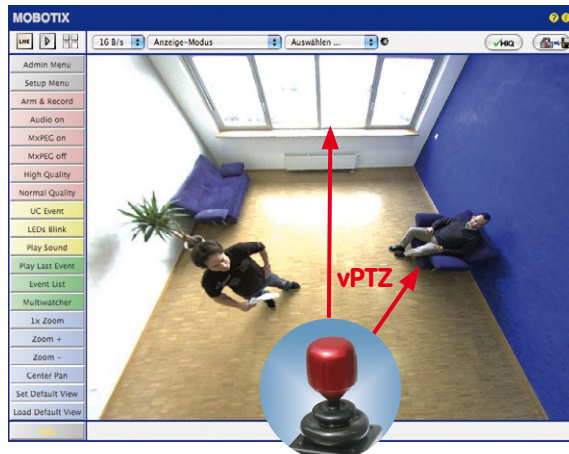 MOBOTIX
LIVE
16 B/s
Anzeige-Modus
Auswählen ...
HIQ
Admin Menu
Setup Menu
Arm & Record
Audio on
MxPEG on
MxPEG off
High Quality
Normal Quality
UC Event
LEDs Blink
Play Sound
Play Last Event
Event List
Multiwatcher
1x Zoom
Zoom +
Zoom -
Center Pan
Set Default View
Load Default View
vPTZ